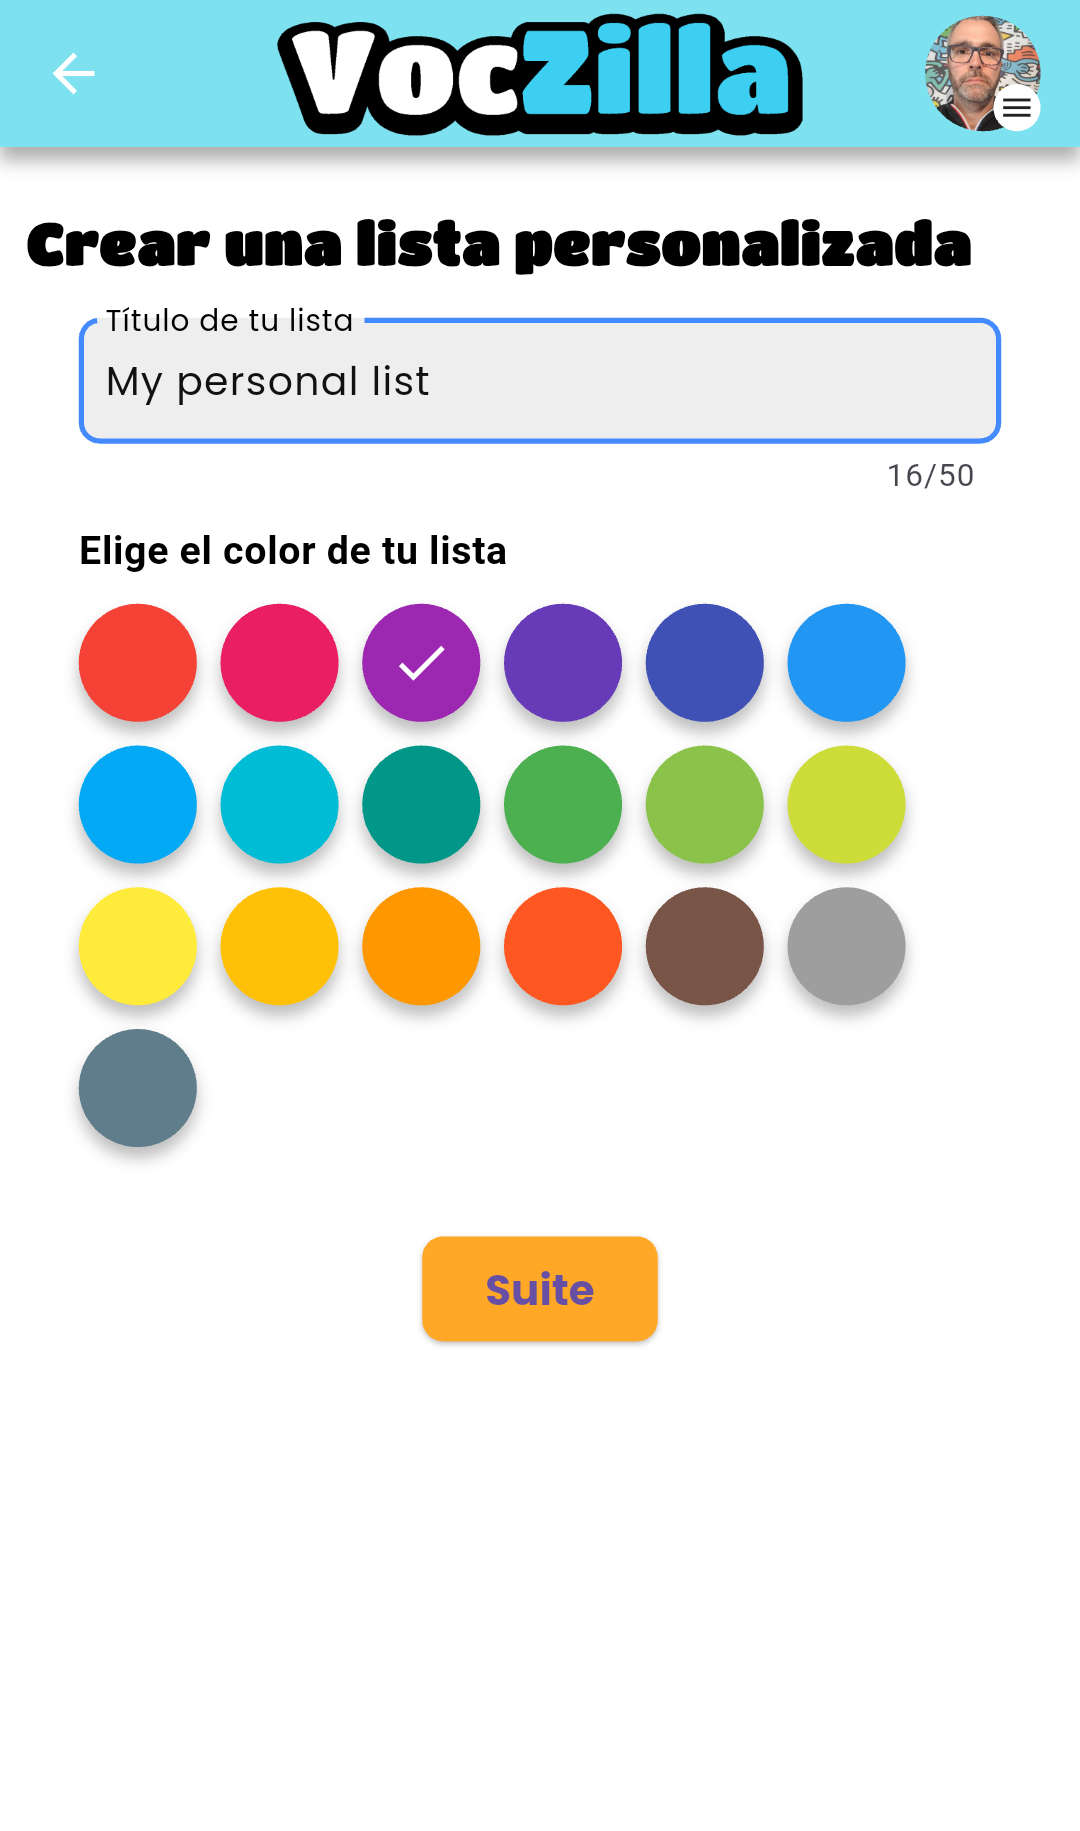 VocZilla
Crear una lista personalizada
Título de tu lista
My personal list
16/50
Elige el color de tu lista
Suite